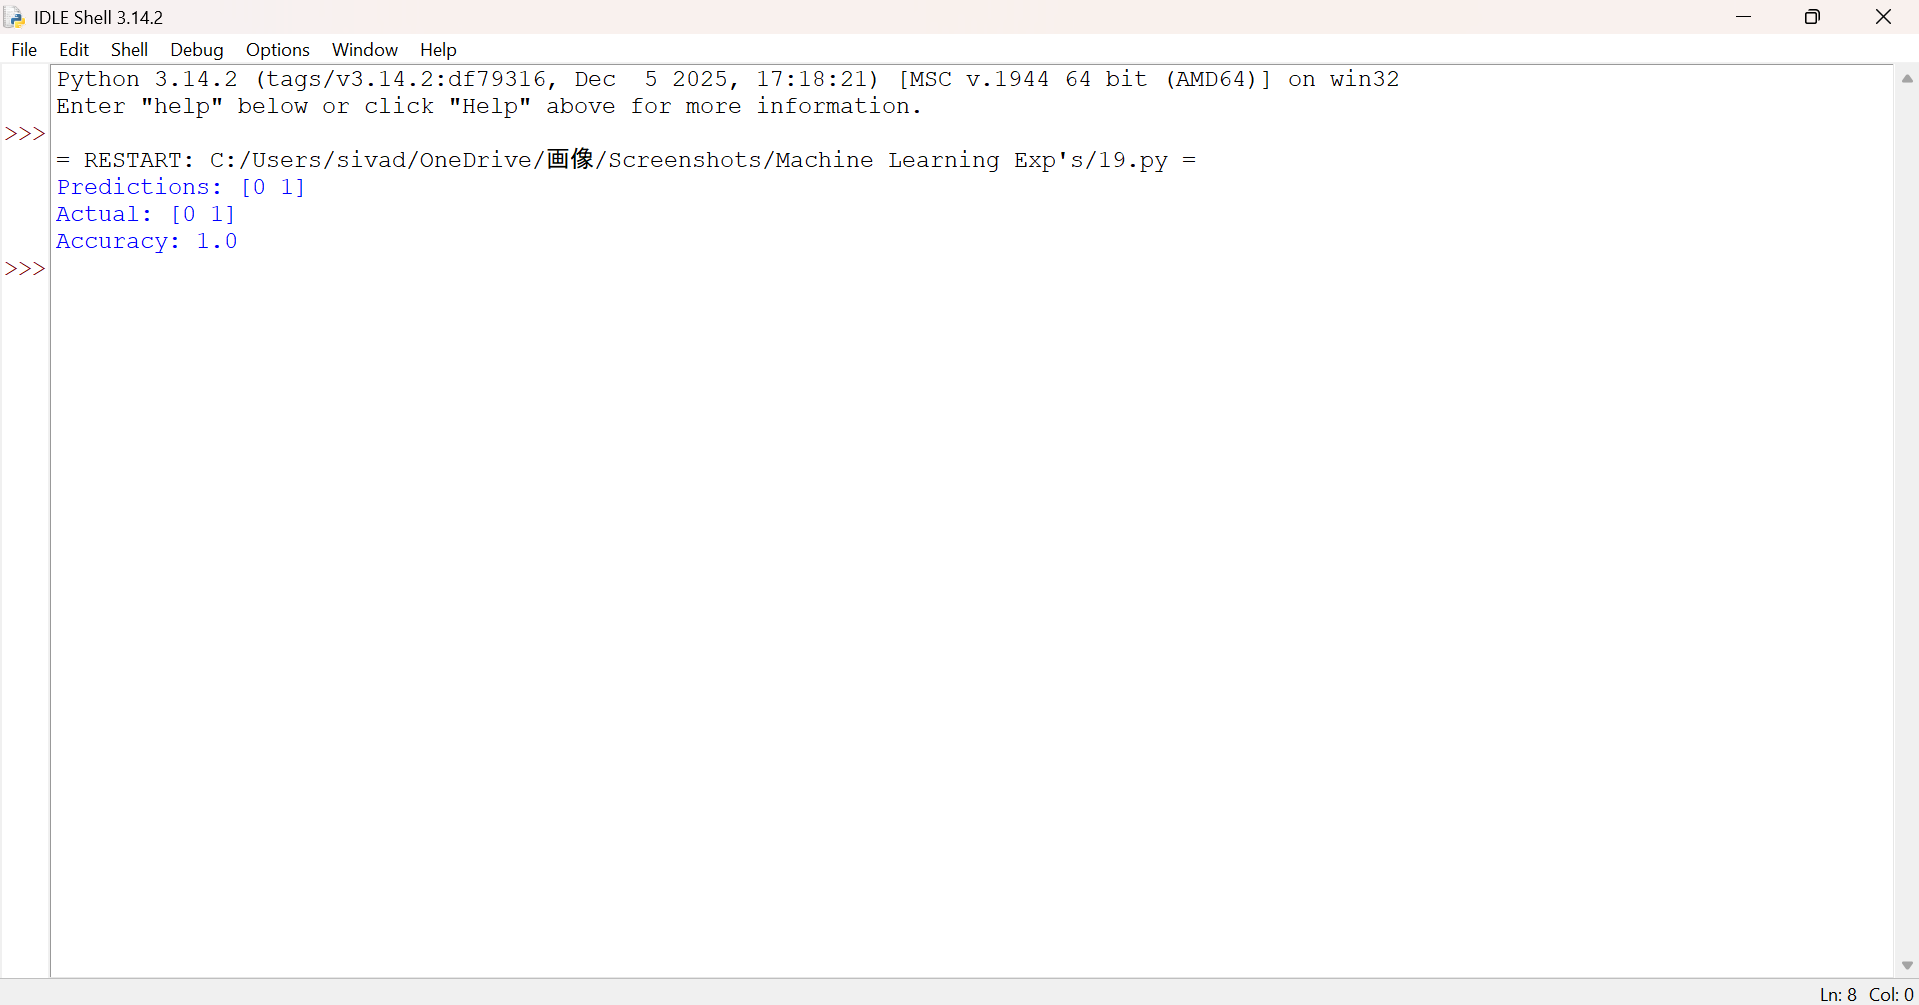 IDLE Shell 3.14.2
File Edit Shell Debug Options Window Help
Python 3.14.2 (tags/v3.14.2:df79316, Dec  5 2025, 17:18:21) [MSC v.1944 64 bit (AMD64)] on win32
Enter "help" below or click "Help" above for more information.
>>>
= RESTART: C:/Users/sivad/OneDrive/画像/Screenshots/Machine Learning Exp's/19.py =
Predictions: [0 1]
Actual: [0 1]
Accuracy: 1.0
>>>
Ln: 8 Col: 0